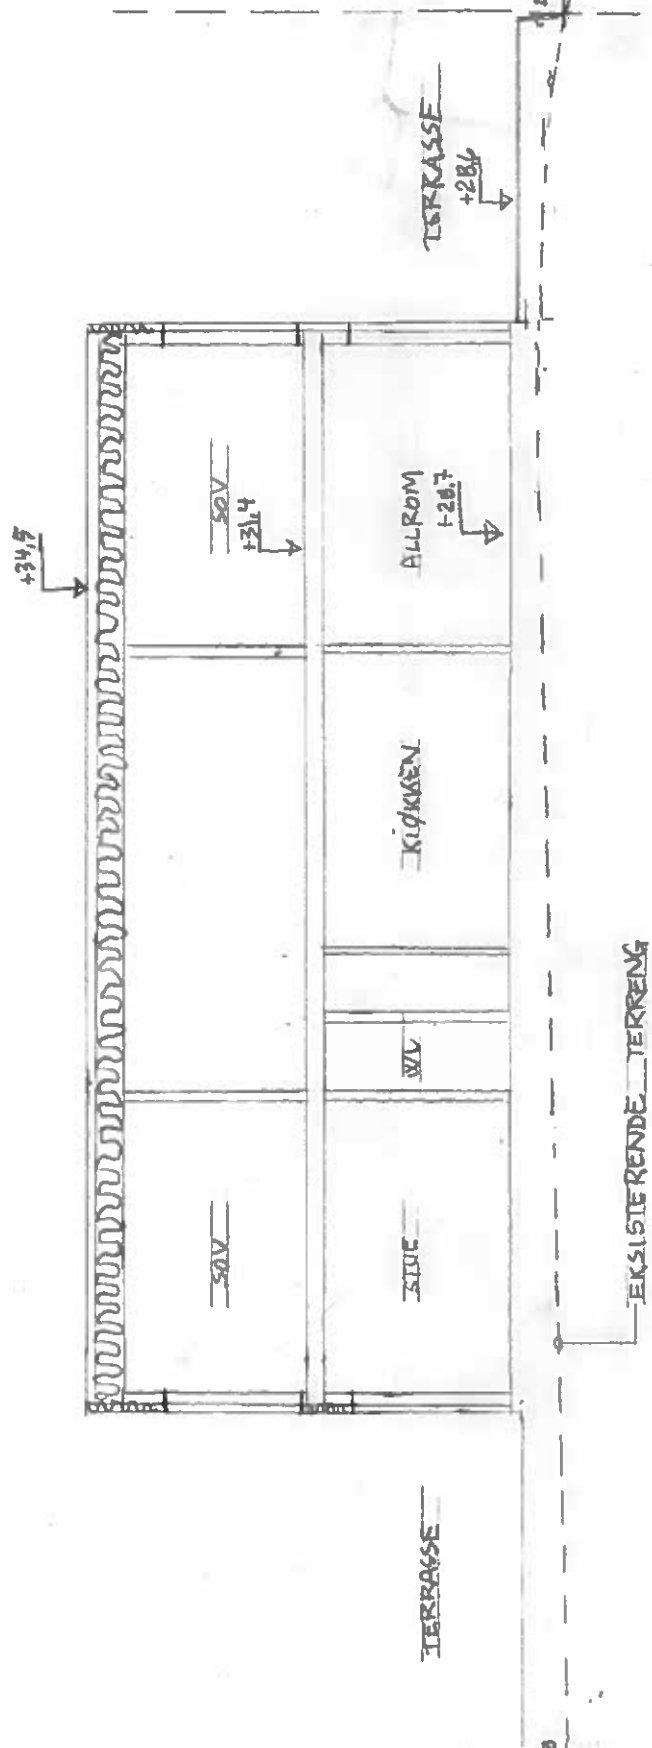 +34,5
SOV
SOV
+31,4
TERRASSE
STUE
WC
KJØKKEN
ALLROM
+28,7
TERRASSE
+28,6
EKSISTERENDE TERRENG